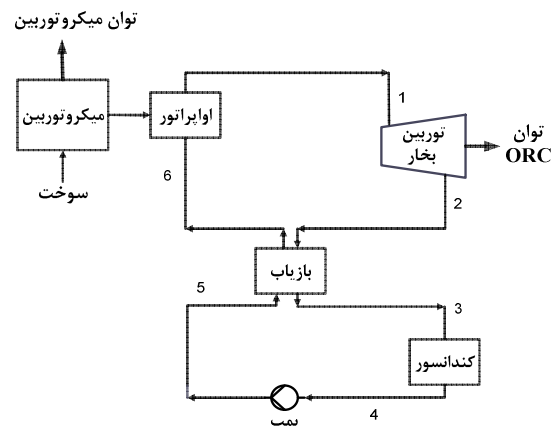 توان میکروتوربین
میکروتوربین
سوخت
اواپراتور
1
توربین
بخار
توان
ORC
2
6
بازیاب
5
3
کندانسور
4
پمپ